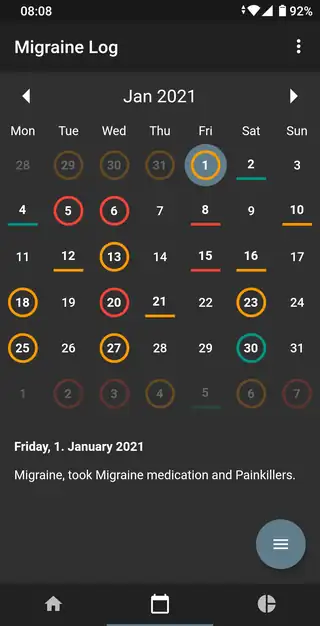 08:08 92%
Migraine Log
Jan 2021
Mon Tue Wed Thu Fri Sat Sun
28 29 30 31 1 2 3
4 5 6 7 8 9 10
11 12 13 14 15 16 17
18 19 20 21 22 23 24
25 26 27 28 29 30 31
1 2 3 4 5 6 7
Friday, 1. January 2021
Migraine, took Migraine medication and Painkillers.